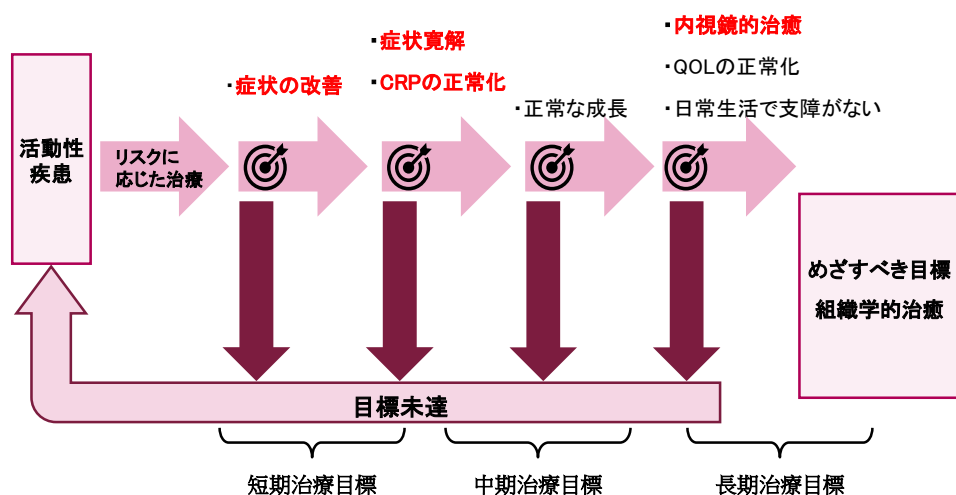 活動性
疾患
リスクに
応じた治療
・症状の改善
・症状寛解
・CRPの正常化
・正常な成長
・内視鏡的治癒
・QOLの正常化
・日常生活で支障がない
めざすべき目標
組織学的治癒
目標未達
短期治療目標
中期治療目標
長期治療目標